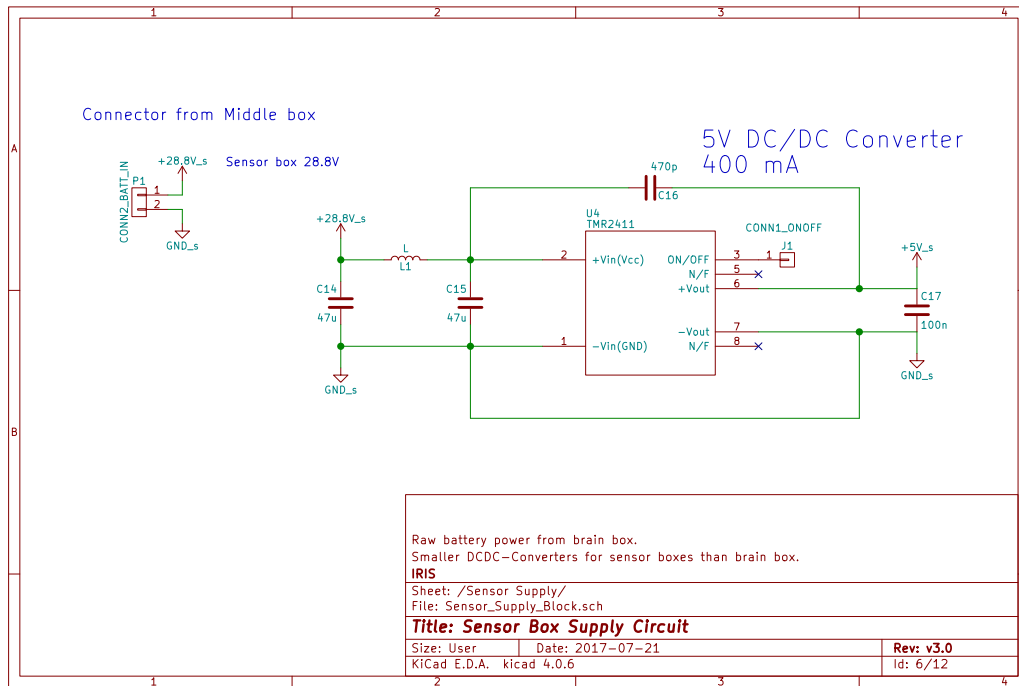 1 2 3 4
A
B
Connector from Middle box
CONN2_BATT_IN
P1
1
2
+28.8V_s
GND_s
Sensor box 28.8V
5V DC/DC Converter
400 mA
470p
C16
+28.8V_s
L
L1
C14
47u
C15
47u
GND_s
U4
TMR2411
2 +Vin(Vcc)
1 -Vin(GND)
ON/OFF 3
N/F 5
+Vout 6
-Vout 7
N/F 8
CONN1_ONOFF
J1
1
+5V_s
C17
100n
GND_s
Raw battery power from brain box.
Smaller DCDC-Converters for sensor boxes than brain box.
IRIS
Sheet: /Sensor Supply/
File: Sensor_Supply_Block.sch
Title: Sensor Box Supply Circuit
Size: User Date: 2017-07-21 Rev: v3.0
KiCad E.D.A. kicad 4.0.6 Id: 6/12
1 2 3 4